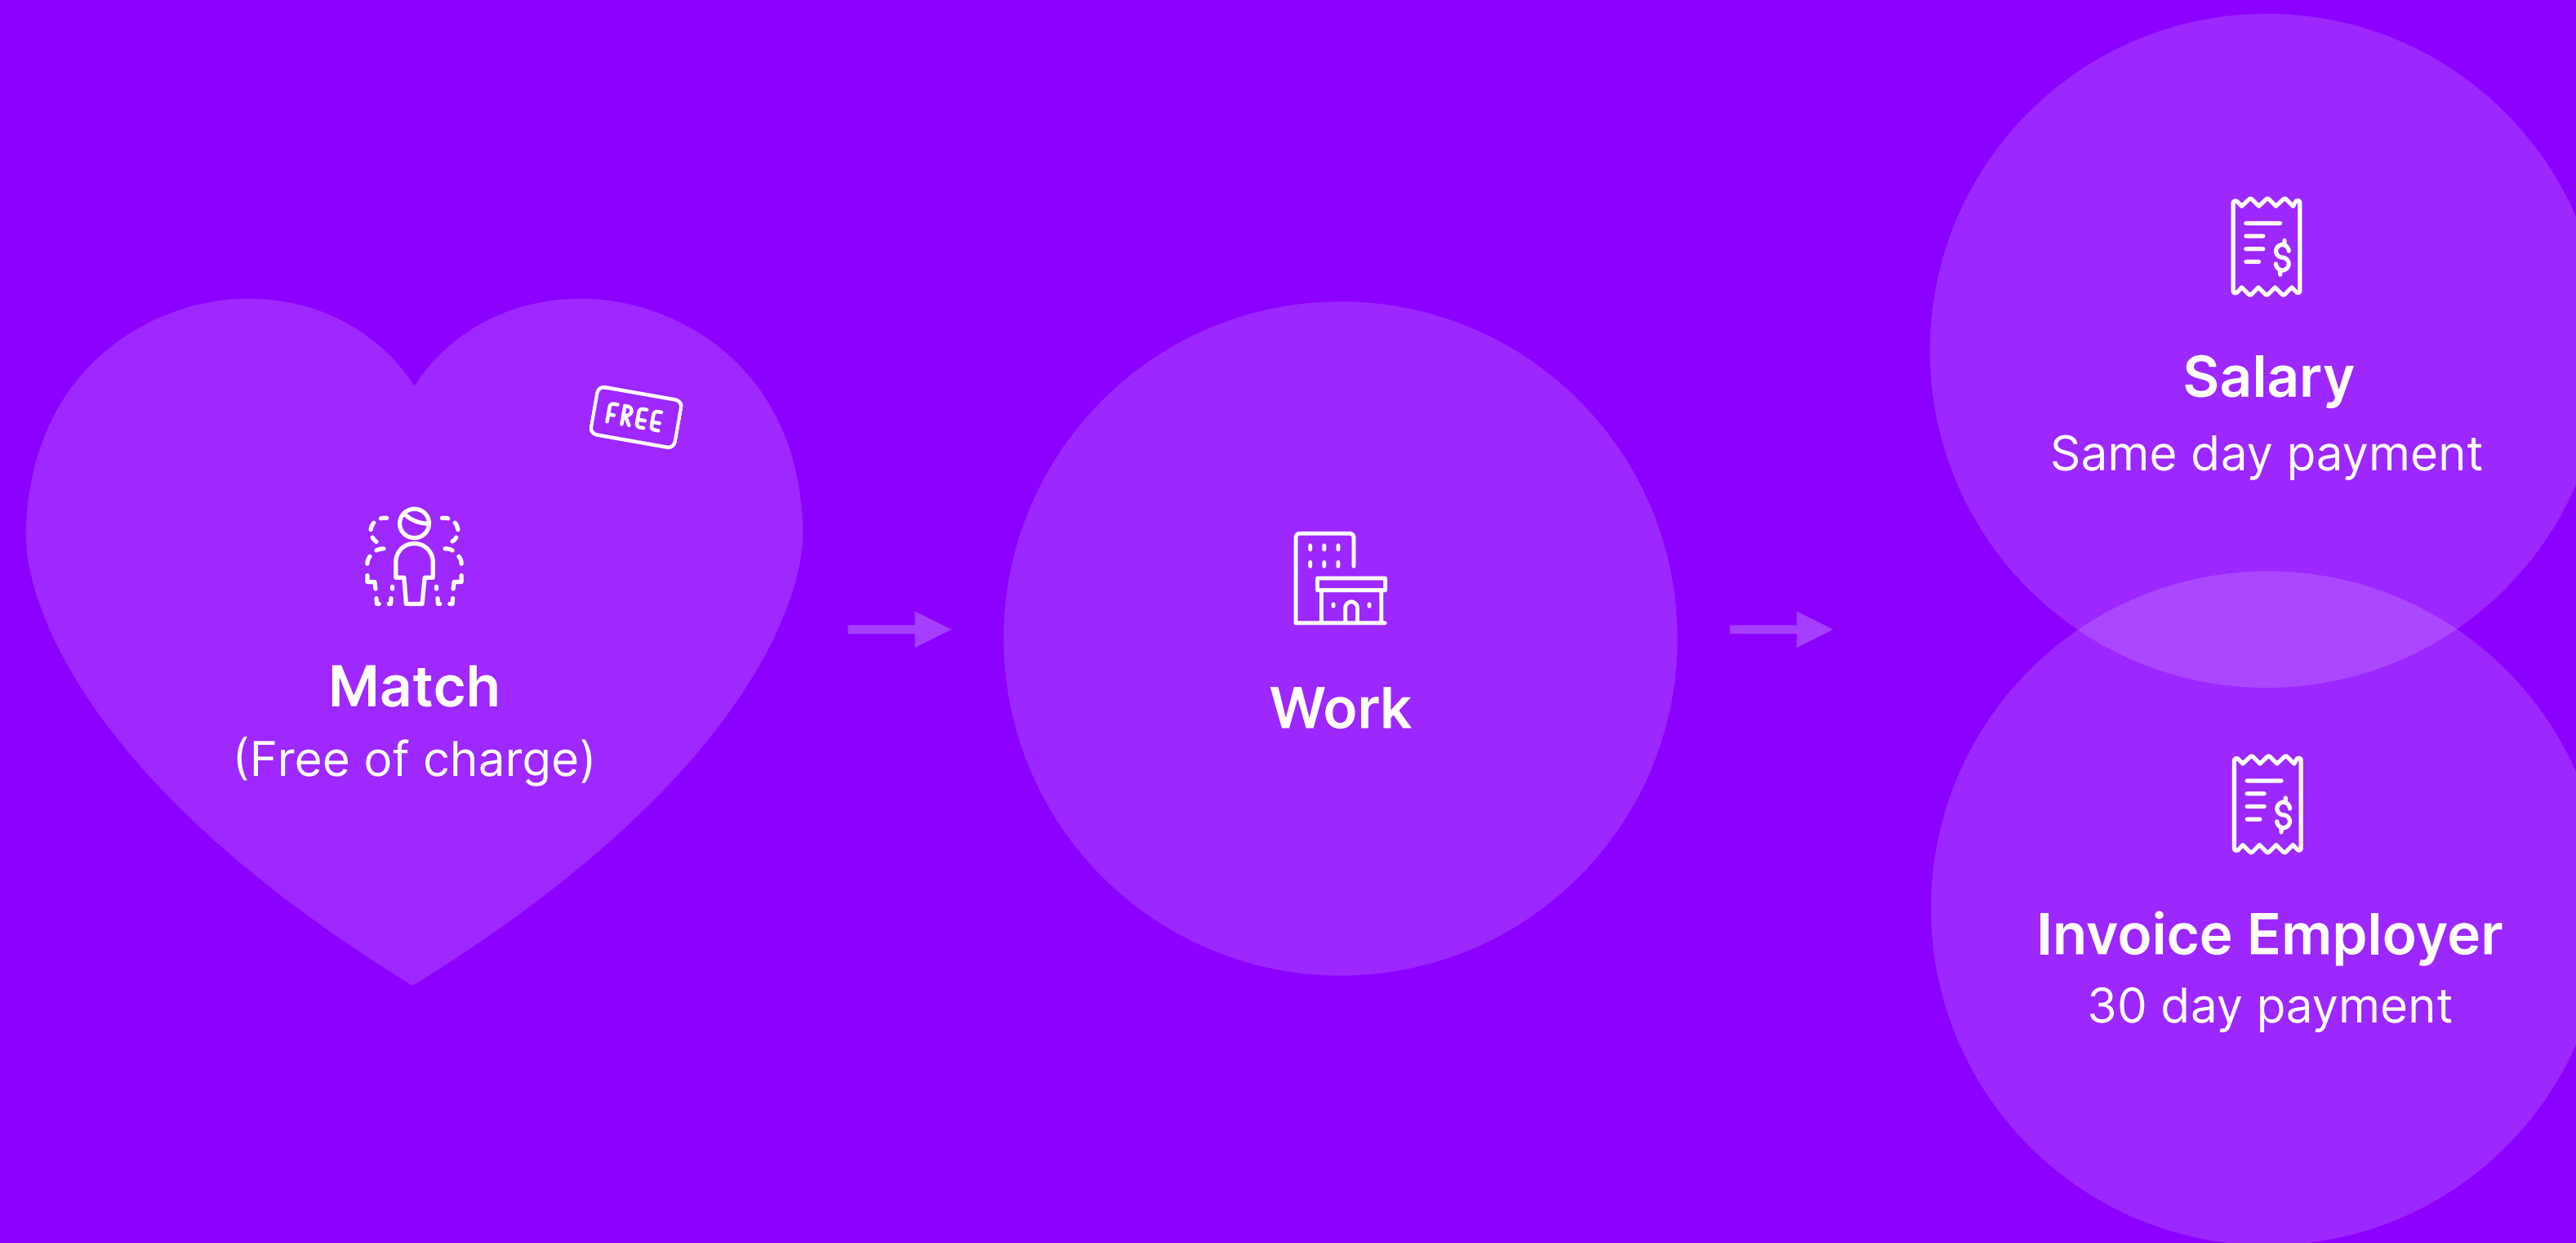 FREE
Match
(Free of charge)
Work
Salary
Same day payment
Invoice Employer
30 day payment